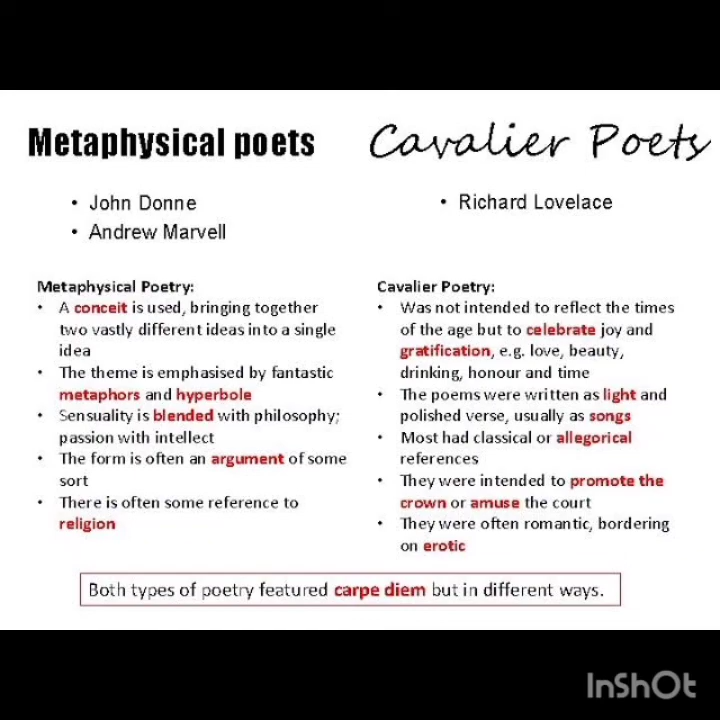 Metaphysical poets
• John Donne
• Andrew Marvell
Metaphysical Poetry:
• A conceit is used, bringing together
two vastly different ideas into a single
idea
• The theme is emphasised by fantastic
metaphors and hyperbole
• Sensuality is blended with philosophy;
passion with intellect
• The form is often an argument of some
sort
• There is often some reference to
religion
Cavalier Poets
• Richard Lovelace
Cavalier Poetry:
• Was not intended to reflect the times
of the age but to celebrate joy and
gratification, e.g. love, beauty,
drinking, honour and time
• The poems were written as light and
polished verse, usually as songs
• Most had classical or allegorical
references
• They were intended to promote the
crown or amuse the court
• They were often romantic, bordering
on erotic
Both types of poetry featured carpe diem but in different ways.
InShOt